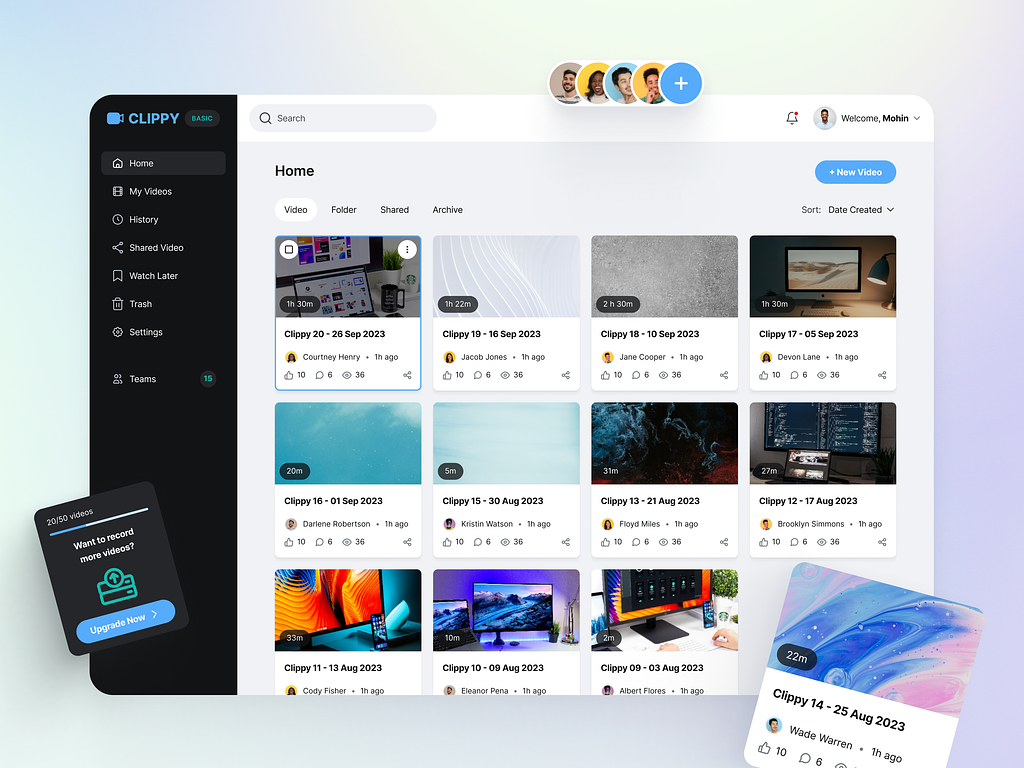 CLIPPY BASIC
Search
Welcome, Mohin
Home
My Videos
History
Shared Video
Watch Later
Trash
Settings
Teams 15
20/50 videos
Want to record
more videos?
Upgrade Now
Home
+ New Video
Video Folder Shared Archive
Sort: Date Created
1h 30m
Clippy 20 - 26 Sep 2023
Courtney Henry • 1h ago
10 6 36
1h 22m
Clippy 19 - 16 Sep 2023
Jacob Jones • 1h ago
10 6 36
2 h 30m
Clippy 18 - 10 Sep 2023
Jane Cooper • 1h ago
10 6 36
1h 30m
Clippy 17 - 05 Sep 2023
Devon Lane • 1h ago
10 6 36
20m
Clippy 16 - 01 Sep 2023
Darlene Robertson • 1h ago
10 6 36
5m
Clippy 15 - 30 Aug 2023
Kristin Watson • 1h ago
10 6 36
31m
Clippy 13 - 21 Aug 2023
Floyd Miles • 1h ago
10 6 36
27m
Clippy 12 - 17 Aug 2023
Brooklyn Simmons • 1h ago
10 6 36
33m
Clippy 11 - 13 Aug 2023
Cody Fisher • 1h ago
10m
Clippy 10 - 09 Aug 2023
Eleanor Pena • 1h ago
2m
Clippy 09 - 03 Aug 2023
Albert Flores • 1h ago
22m
Clippy 14 - 25 Aug 2023
Wade Warren • 1h ago
10 6